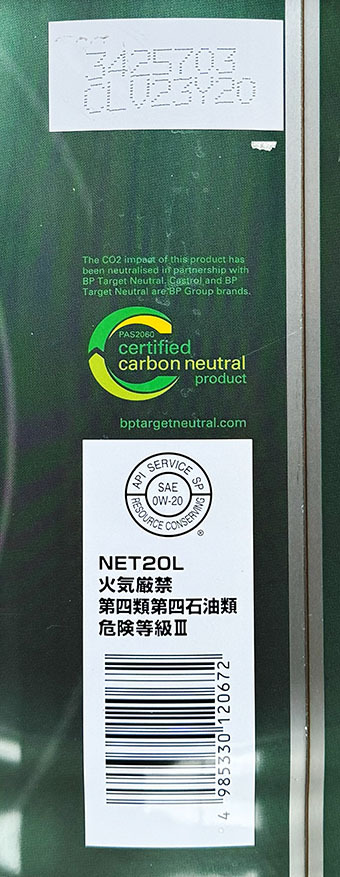 3425703
CL023Y20
The CO2 impact of this product has
been neutralised in partnership with
BP Target Neutral. Castrol and BP
Target Neutral are BP Group brands.
PAS2060
certified
carbon neutral
product
bptargetneutral.com
API SERVICE SP
SAE
0W-20
RESOURCE CONSERVING
®
NET20L
火気厳禁
第四類第四石油類
危険等級Ⅲ
4 985330 120672